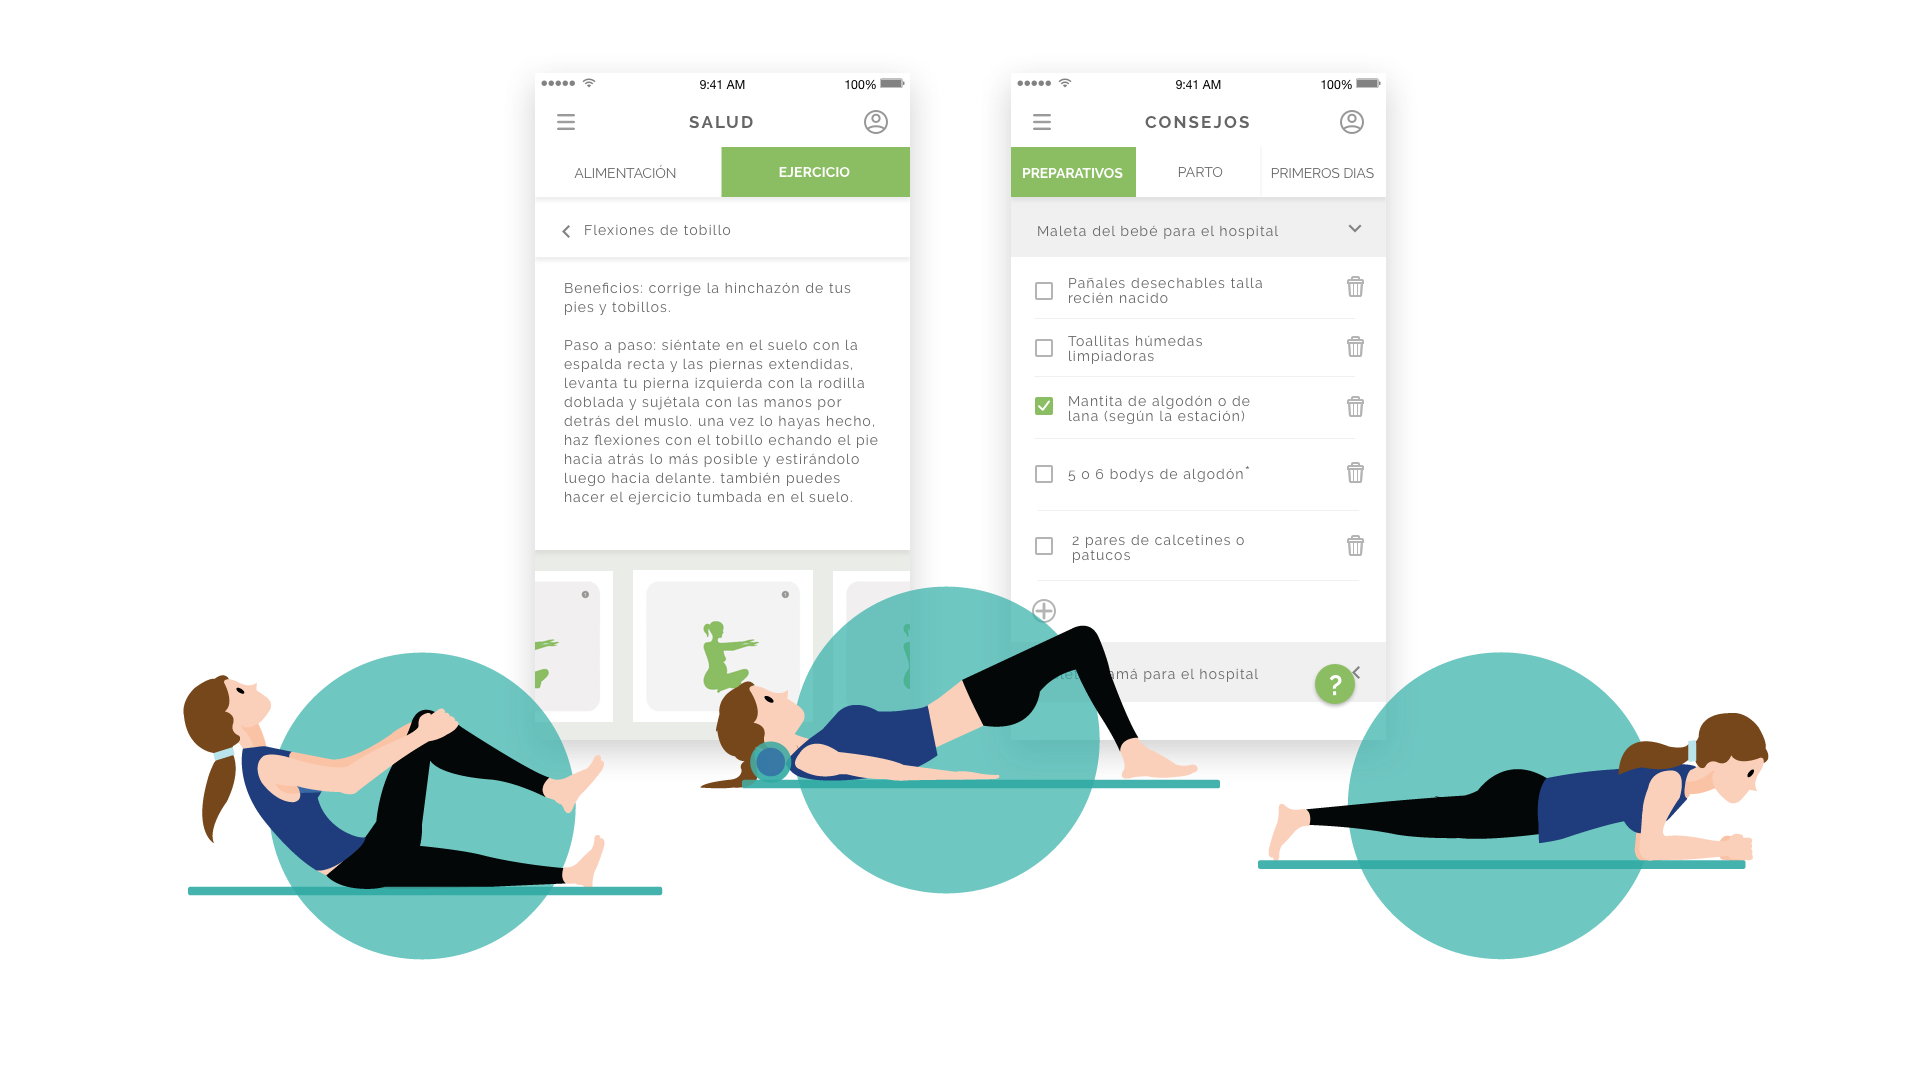 9:41 AM
100%
SALUD
ALIMENTACIÓN
EJERCICIO
Flexiones de tobillo
Beneficios: corrige la hinchazón de tus
pies y tobillos.
Paso a paso: siéntate en el suelo con la
espalda recta y las piernas extendidas,
levanta tu pierna izquierda con la rodilla
doblada y sujétala con las manos por
detrás del muslo. una vez lo hayas hecho,
haz flexiones con el tobillo echando el pie
hacia atrás lo más posible y estirándolo
luego hacia delante. también puedes
hacer el ejercicio tumbada en el suelo.
9:41 AM
100%
CONSEJOS
PREPARATIVOS
PARTO
PRIMEROS DIAS
Maleta del bebé para el hospital
Pañales desechables talla
recién nacido
Toallitas húmedas
limpiadoras
Mantita de algodón o de
lana (según la estación)
5 o 6 bodys de algodón*
2 pares de calcetines o
patucos
para el hospital
?